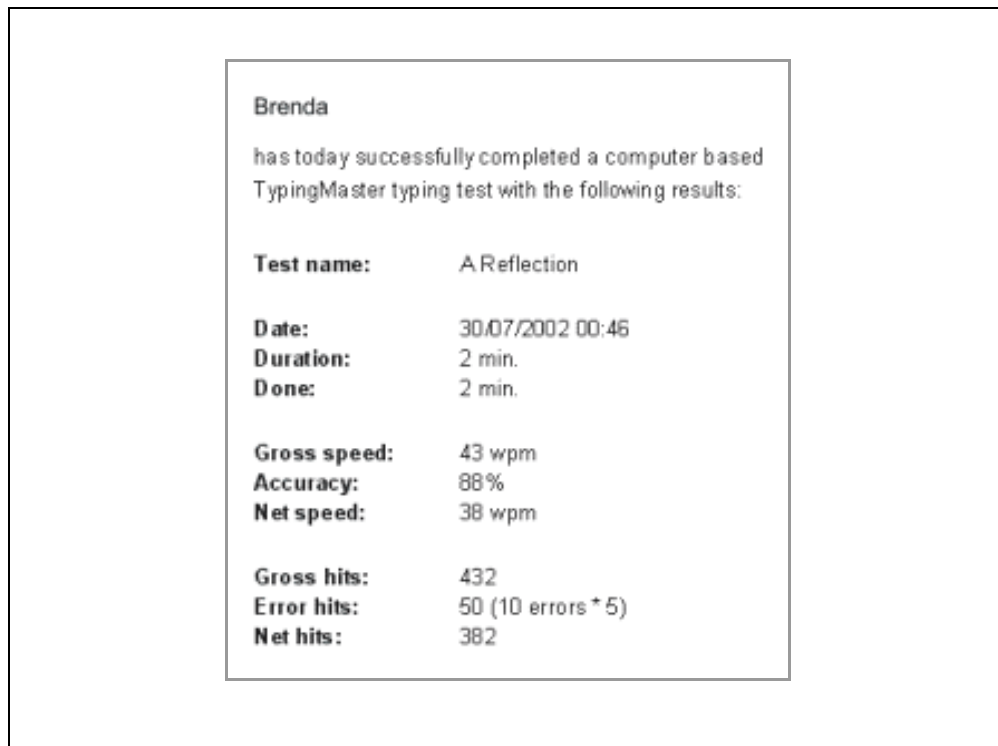 Brenda
has today successfully completed a computer based
TypingMaster typing test with the following results:
Test name: A Reflection
Date: 30/07/2002 00:46
Duration: 2 min.
Done: 2 min.
Gross speed: 43 wpm
Accuracy: 88%
Net speed: 38 wpm
Gross hits: 432
Error hits: 50 (10 errors * 5)
Net hits: 382